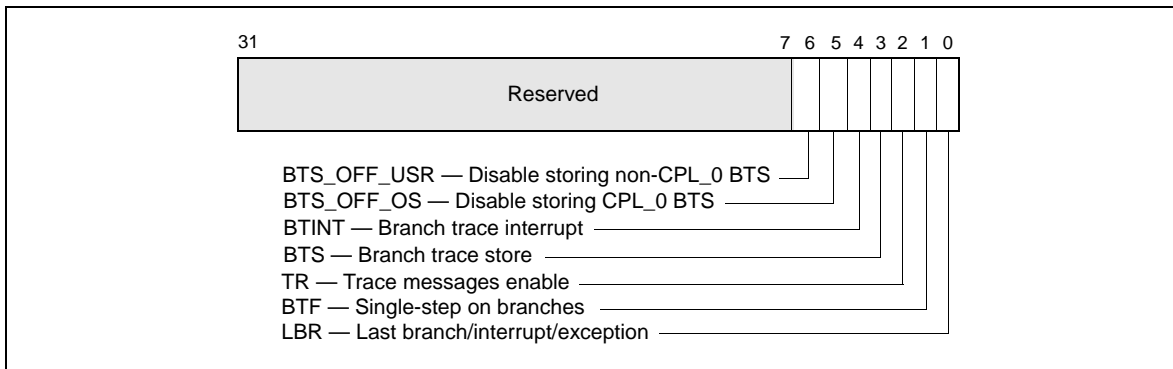 31 7 6 5 4 3 2 1 0
Reserved
BTS_OFF_USR — Disable storing non-CPL_0 BTS
BTS_OFF_OS — Disable storing CPL_0 BTS
BTINT — Branch trace interrupt
BTS — Branch trace store
TR — Trace messages enable
BTF — Single-step on branches
LBR — Last branch/interrupt/exception